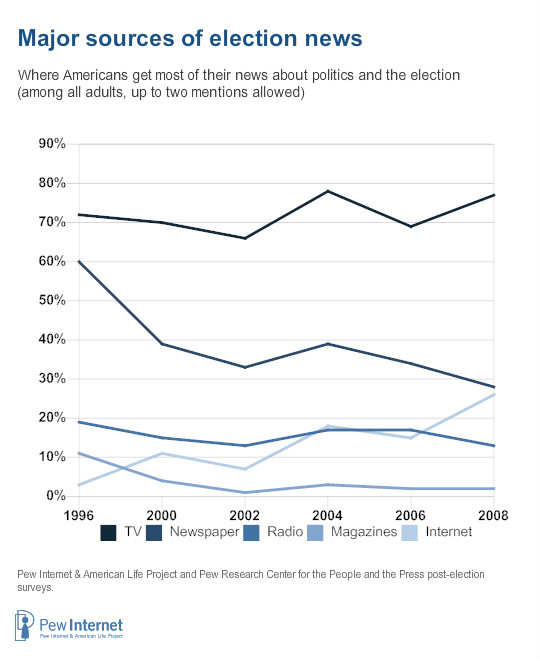 Major sources of election news
Where Americans get most of their news about politics and the election
(among all adults, up to two mentions allowed)
90%
80%
70%
60%
50%
40%
30%
20%
10%
0%
1996 2000 2002 2004 2006 2008
TV Newspaper Radio Magazines Internet
Pew Internet & American Life Project and Pew Research Center for the People and the Press post-election
surveys.
Pew Internet
Pew Internet & American Life Project